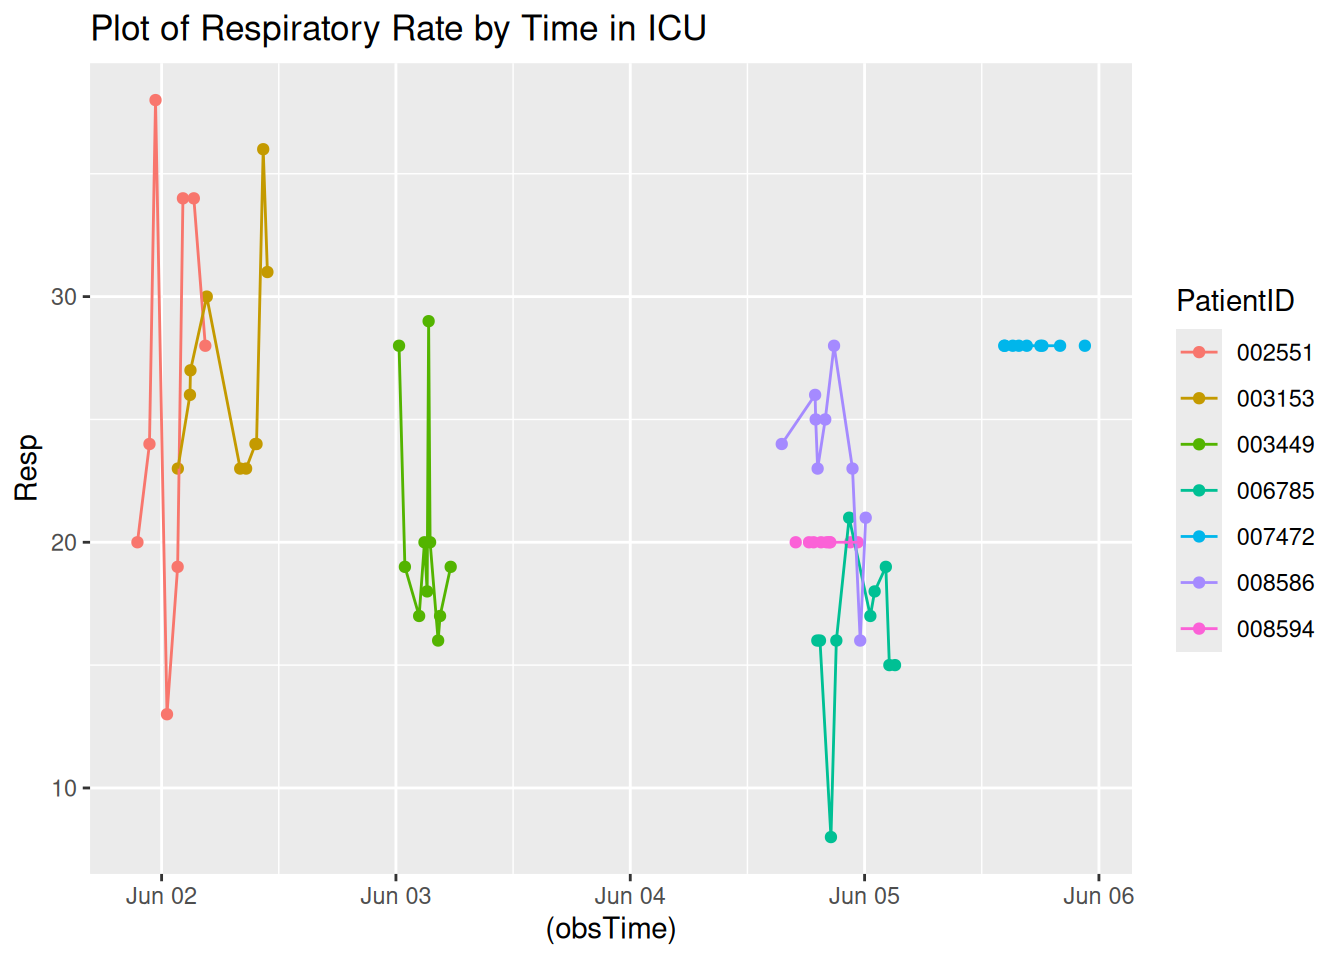 Plot of Respiratory Rate by Time in ICU
Resp
30
20
10
Jun 02 Jun 03 Jun 04 Jun 05 Jun 06
(obsTime)
PatientID
002551
003153
003449
006785
007472
008586
008594